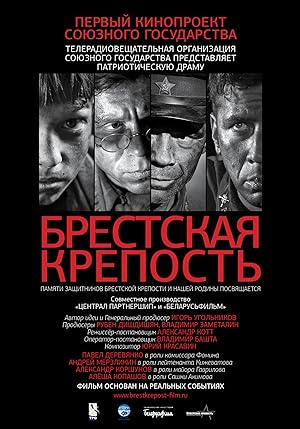 ПЕРВЫЙ КИНОПРОЕКТ
СОЮЗНОГО ГОСУДАРСТВА
ТЕЛЕРАДИОВЕЩАТЕЛЬНАЯ ОРГАНИЗАЦИЯ
СОЮЗНОГО ГОСУДАРСТВА ПРЕДСТАВЛЯЕТ
ПАТРИОТИЧЕСКУЮ ДРАМУ
БРЕСТСКАЯ
КРЕПОСТЬ
ПАМЯТИ ЗАЩИТНИКОВ БРЕСТСКОЙ КРЕПОСТИ И НАШЕЙ РОДИНЫ ПОСВЯЩАЕТСЯ
Совместное производство
«ЦЕНТРАЛ ПАРТНЕРШИП» и «БЕЛАРУСЬФИЛЬМ»
Автор идеи и Генеральный продюсер ИГОРЬ УГОЛЬНИКОВ
Продюсеры РУБЕН ДИШДИШЯН, ВЛАДИМИР ЗАМЕТАЛИН
Режиссер-постановщик АЛЕКСАНДР КОТТ
Оператор-постановщик ВЛАДИМИР БАШТА
Композитор ЮРИЙ КРАСАВИН
ПАВЕЛ ДЕРЕВЯНКО в роли комиссара Фомина
АНДРЕЙ МЕРЗЛИКИН в роли лейтенанта Кижеватова
АЛЕКСАНДР КОРШУНОВ в роли майора Гаврилова
АЛЕША КОПАШОВ в роли Сашки Акимова
ФИЛЬМ ОСНОВАН НА РЕАЛЬНЫХ СОБЫТИЯХ
www.brestkrepost-film.ru
ТРО